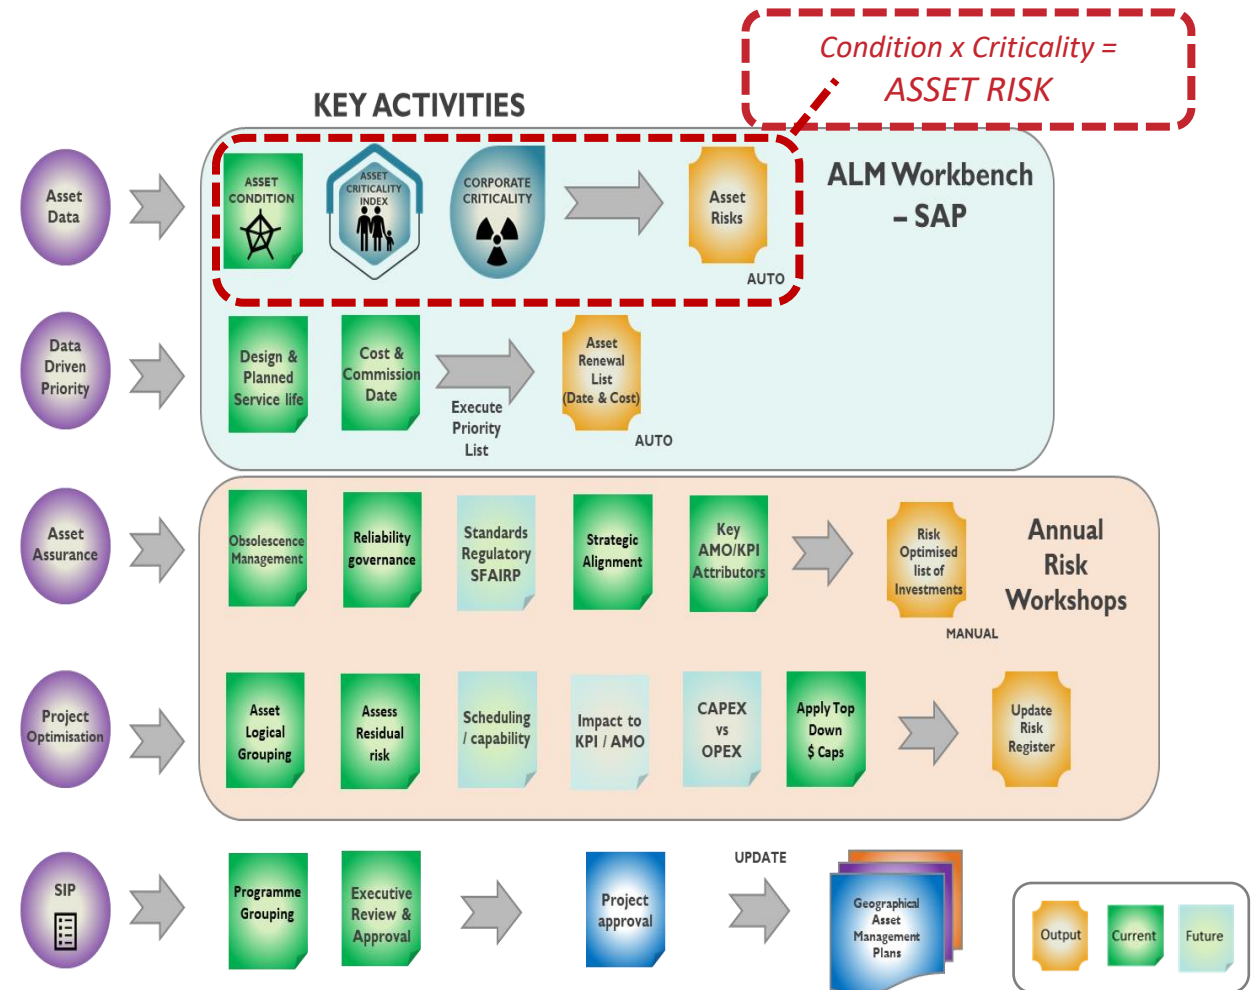 Condition x Criticality =
ASSET RISK
KEY ACTIVITIES
Asset
Data
ASSET
CONDITION
ASSET
CRITICALITY
INDEX
CORPORATE
CRITICALITY
Asset
Risks
AUTO
ALM Workbench
– SAP
Data
Driven
Priority
Design &
Planned
Service life
Cost &
Commission
Date
Execute
Priority
List
Asset
Renewal
List
(Date & Cost)
AUTO
Asset
Assurance
Obsolescence
Management
Reliability
governance
Standards
Regulatory
SFAIRP
Strategic
Alignment
Key
AMO/KPI
Attributors
Risk
Optimised
list of
Investments
MANUAL
Annual
Risk
Workshops
Project
Optimisation
Asset
Logical
Grouping
Assess
Residual
risk
Scheduling
/ capability
Impact to
KPI / AMO
CAPEX
vs
OPEX
Apply Top
Down
$ Caps
Update
Risk
Register
SIP
Programme
Grouping
Executive
Review &
Approval
Project
approval
UPDATE
Geographical
Asset
Management
Plans
Output
Current
Future